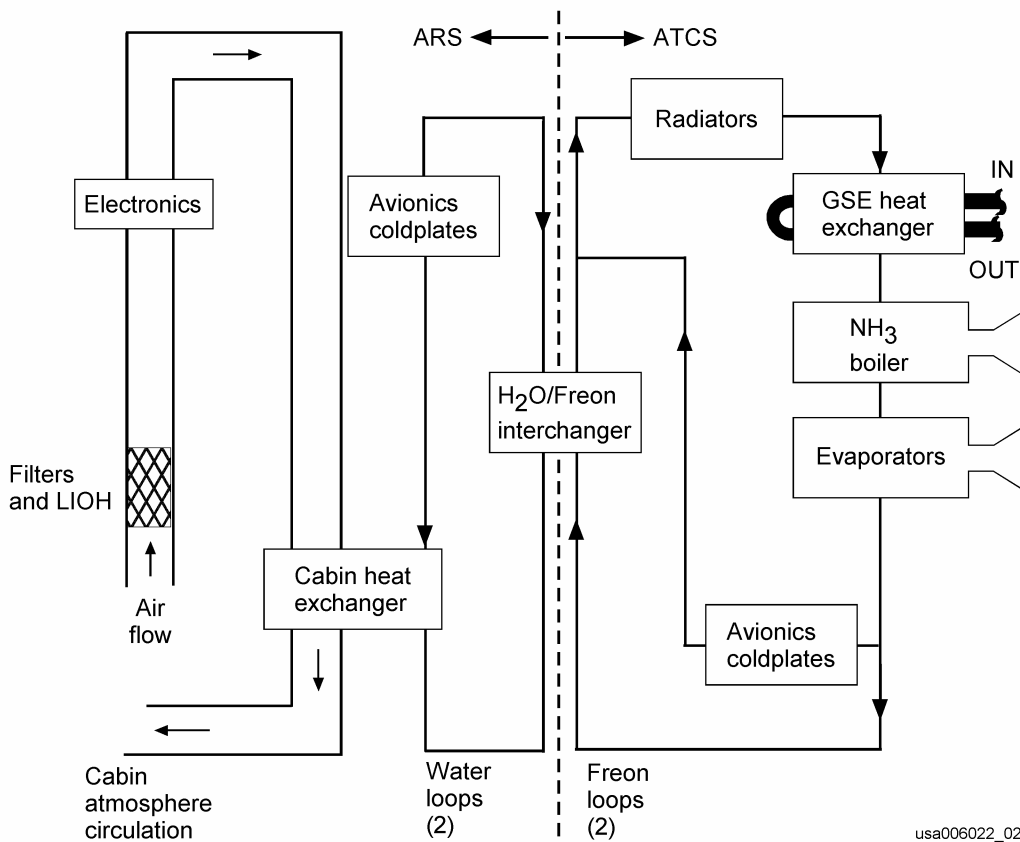 ARS
ATCS
Radiators
IN
Electronics
Avionics
coldplates
GSE heat
exchanger
OUT
NH3
boiler
H2O/Freon
interchanger
Evaporators
Filters
and LIOH
Cabin heat
exchanger
Air
flow
Avionics
coldplates
Cabin
atmosphere
circulation
Water
loops
(2)
Freon
loops
(2)
usa006022_02